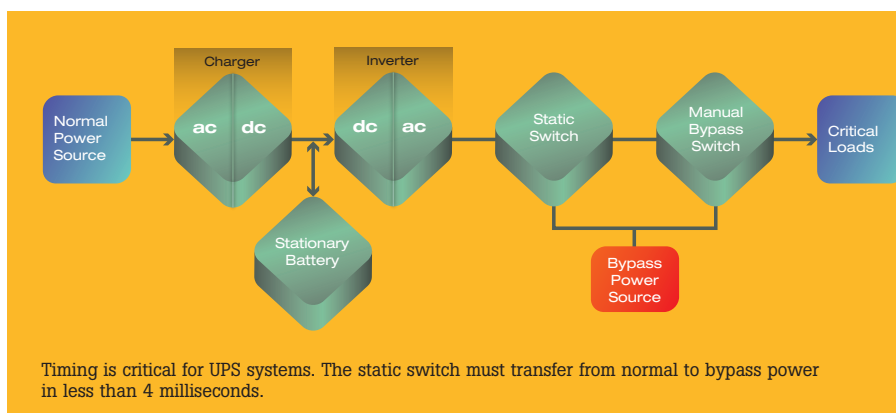 Charger
Inverter
Normal
Power
Source
ac dc
dc ac
Static
Switch
Manual
Bypass
Switch
Critical
Loads
Stationary
Battery
Bypass
Power
Source
Timing is critical for UPS systems. The static switch must transfer from normal to bypass power
in less than 4 milliseconds.